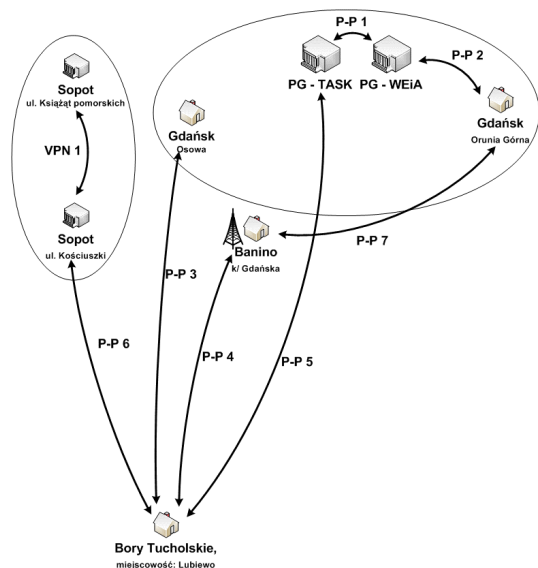 P-P 1
P-P 2
PG - TASK
PG - WEiA
Sopot
ul. Książąt pomorskich
Gdańsk
Osowa
Gdańsk
Orunia Górna
VPN 1
Sopot
ul. Kościuszki
Banino
k/ Gdańska
P-P 7
P-P 3
P-P 6
P-P 4
P-P 5
Bory Tucholskie,
miejscowość: Lubiewo